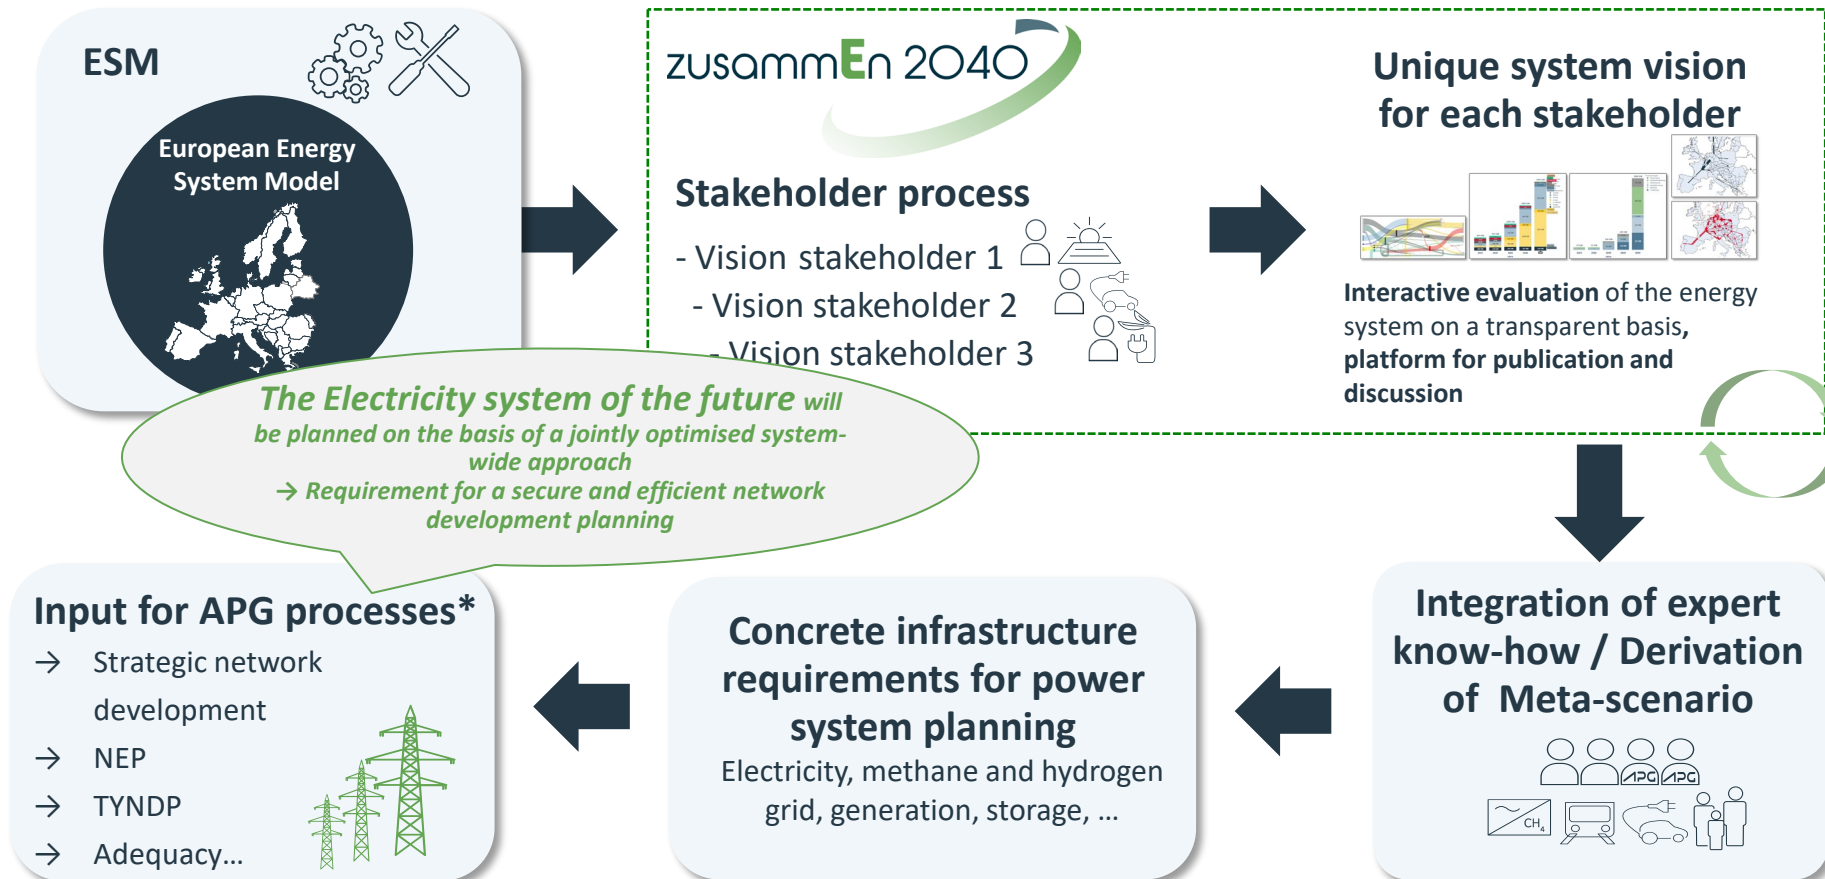 ESM
European Energy
System Model
zusammEn 2040
Stakeholder process
- Vision stakeholder 1
- Vision stakeholder 2
- Vision stakeholder 3
Unique system vision
for each stakeholder
Interactive evaluation of the energy
system on a transparent basis,
platform for publication and
discussion
The Electricity system of the future will
be planned on the basis of a jointly optimised system-
wide approach
→ Requirement for a secure and efficient network
development planning
Integration of expert
know-how / Derivation
of Meta-scenario
APG APG
CH4
Concrete infrastructure
requirements for power
system planning
Electricity, methane and hydrogen
grid, generation, storage, ...
Input for APG processes*
→ Strategic network
development
→ NEP
→ TYNDP
→ Adequacy...